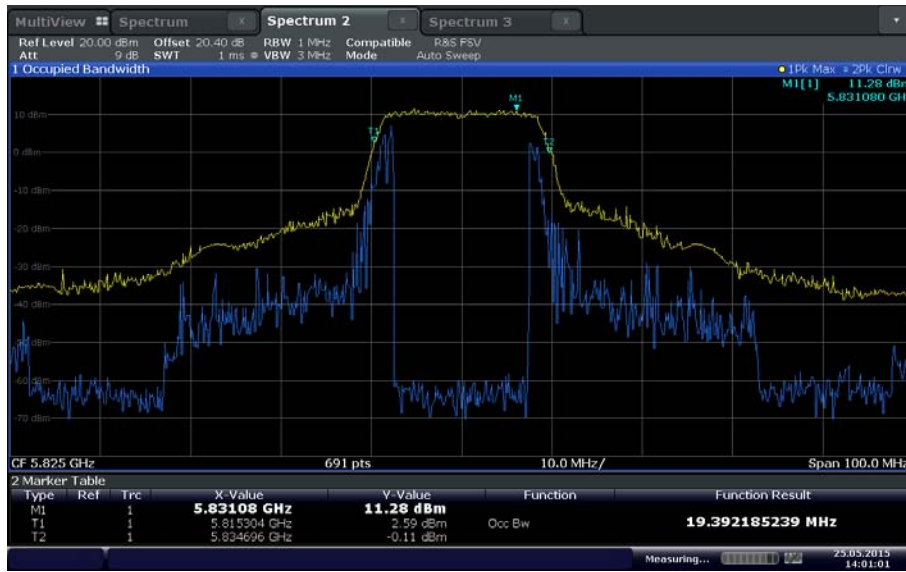 MultiView Spectrum x Spectrum 2 x Spectrum 3 x
Ref Level 20.00 dBm Offset 20.40 dB RBW 1 MHz Compatible R&S FSV
Att 9 dB SWT 1 ms VBW 3 MHz Mode Auto Sweep
1 Occupied Bandwidth 1Pk Max 2Pk Clrw
M1[1] 11.28 dBm
5.831080 GH
M1
10 dBm
T1
T2
0 dBm
-10 dBm
-20 dBm
-30 dBm
-40 dBm
dBm
-60 dBm
-70 dBm
CF 5.825 GHz 691 pts 10.0 MHz/ Span 100.0 MHz
2 Marker Table
Type Ref Trc X-Value Y-Value Function Function Result
M1 1 5.83108 GHz 11.28 dBm
T1 1 5.815304 GHz 2.59 dBm Occ Bw 19.392185239 MHz
T2 1 5.834696 GHz -0.11 dBm
Measuring... 25.05.2015
14:01:01